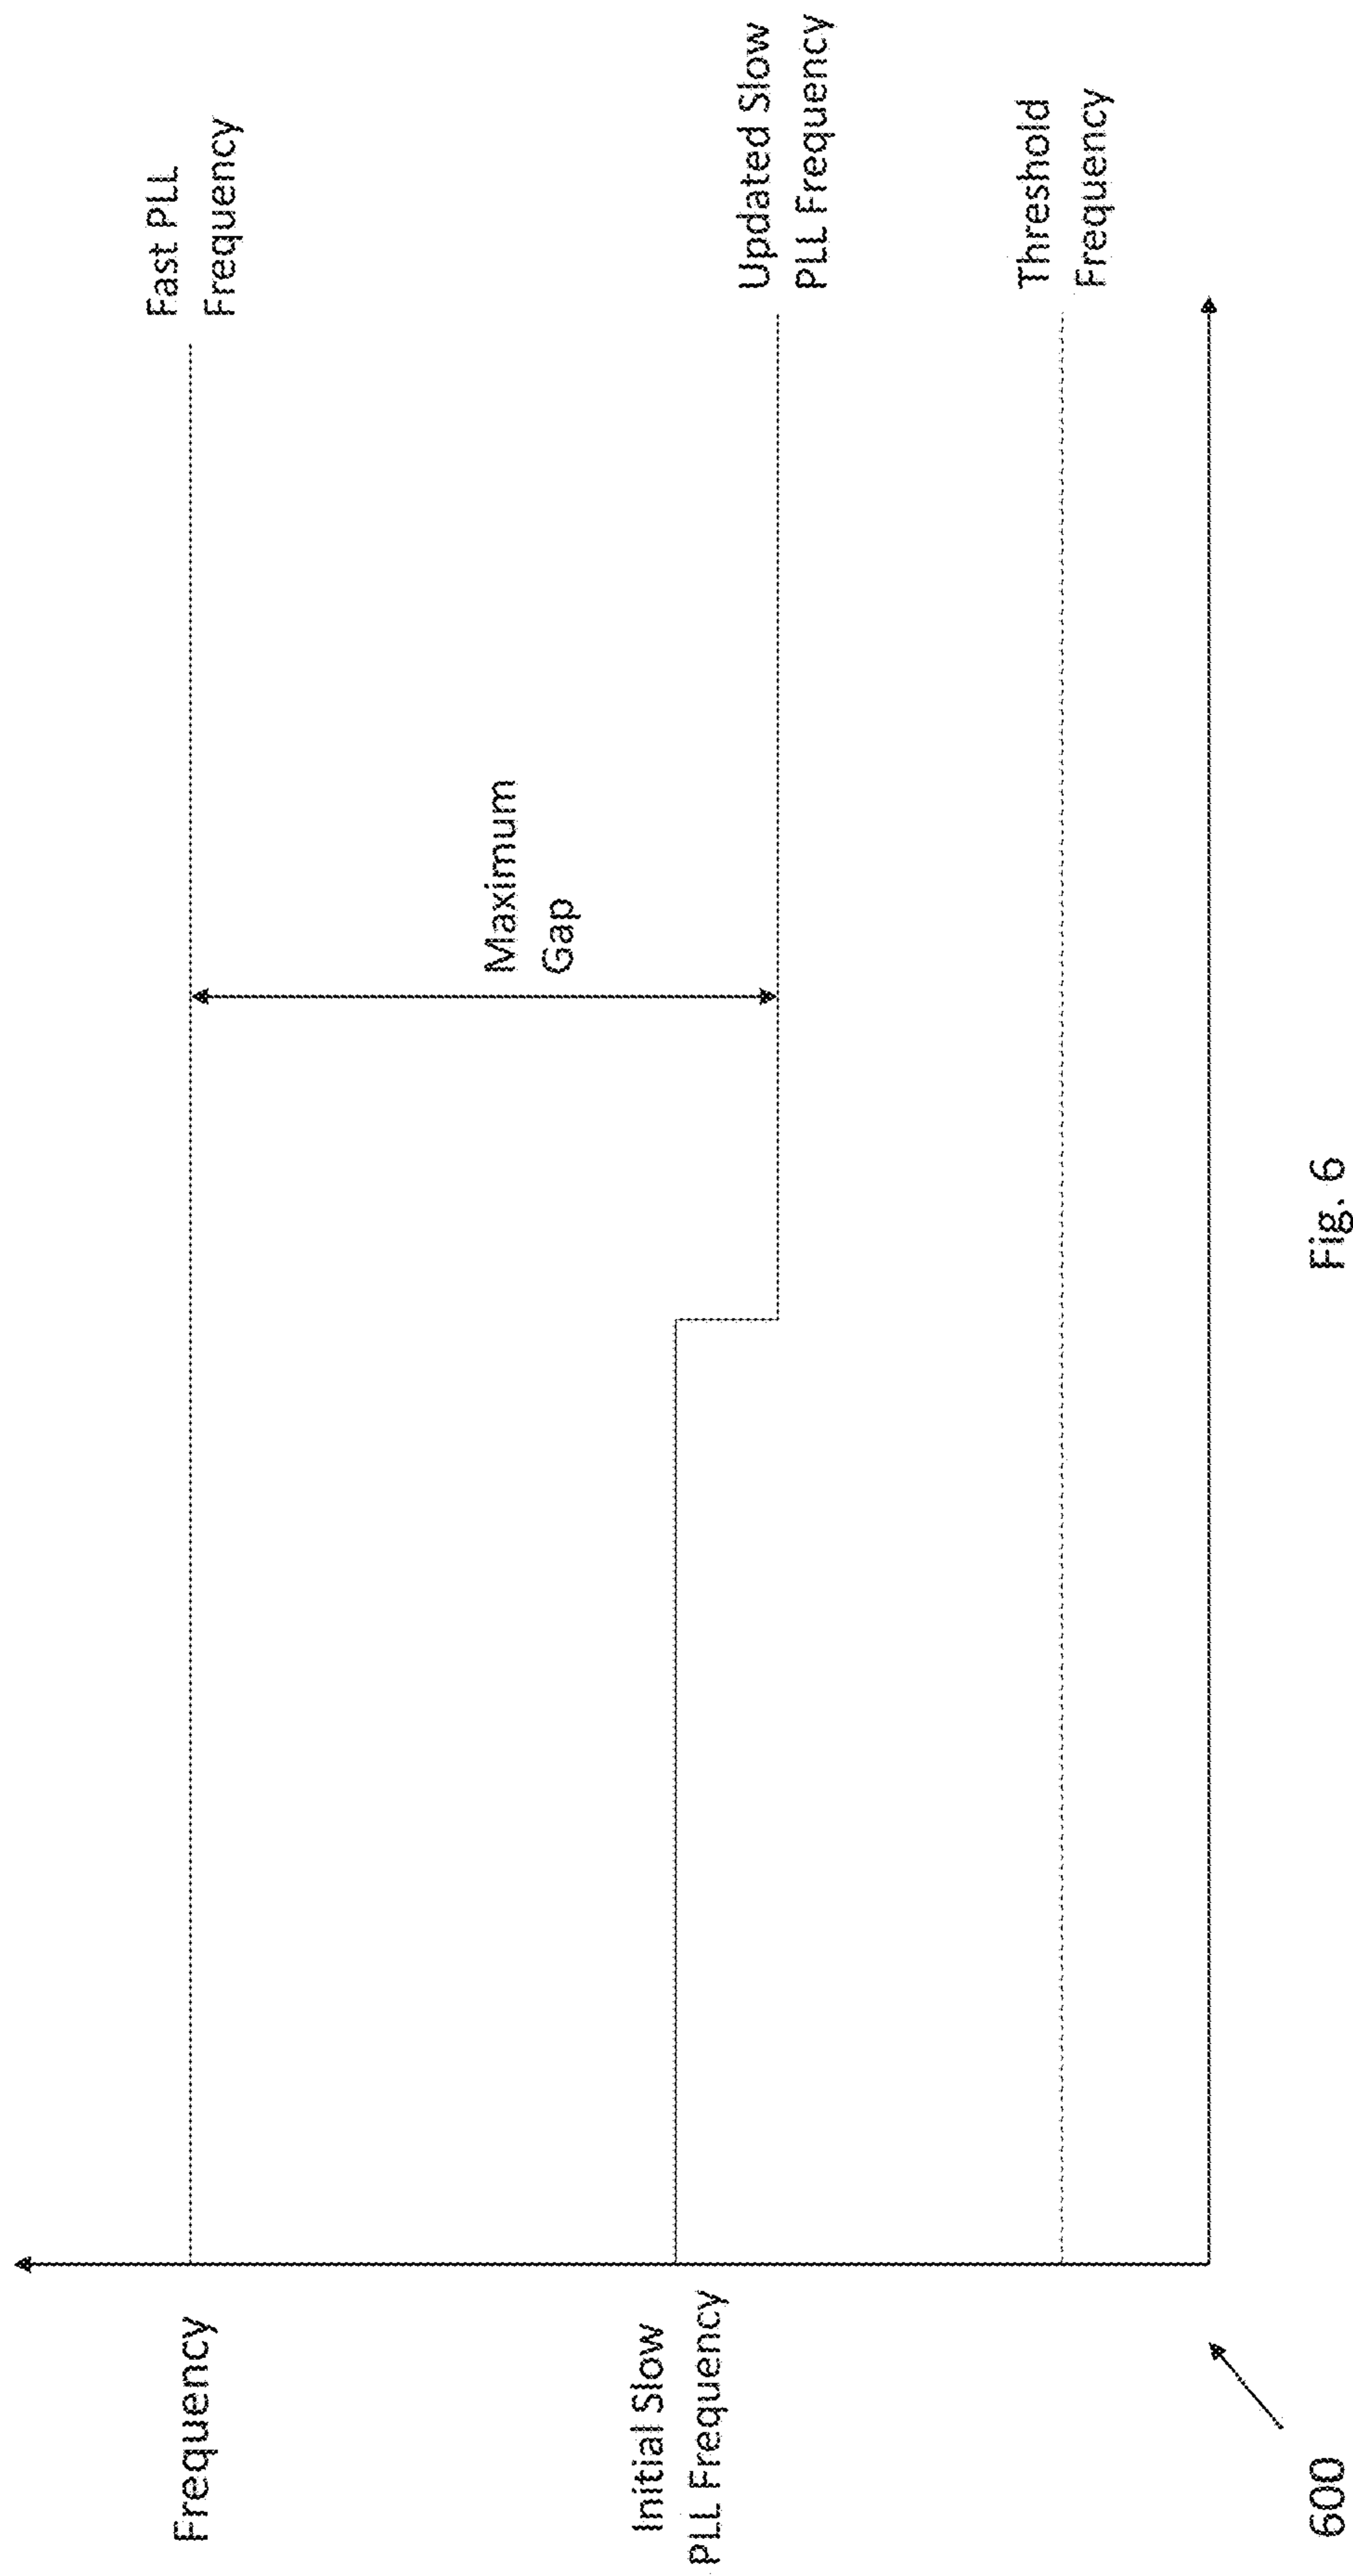 Frequency
Fast PLL
Frequency
Maximum
Gap
Initial Slow
PLL Frequency
Updated Slow
PLL Frequency
Threshold
Frequency
600
Fig. 6